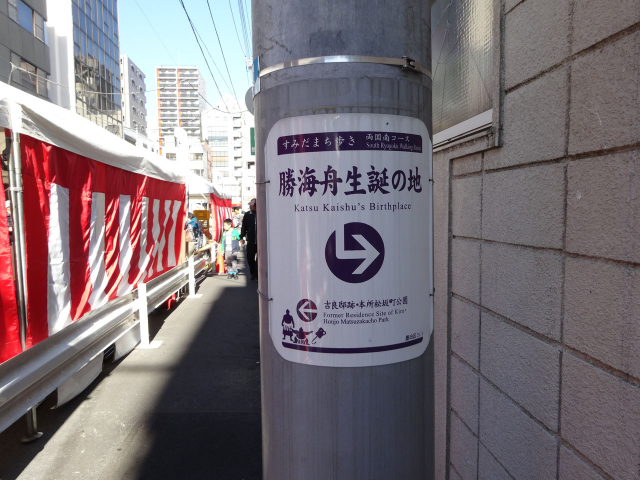 すみだまち歩き 両国南コース
South Ryogoku Walking Route
勝海舟生誕の地
Katsu Kaishu's Birthplace
吉良邸跡・本所松坂町公園
Former Residence Site of Kira/
Honjo Matsuzakacho Park